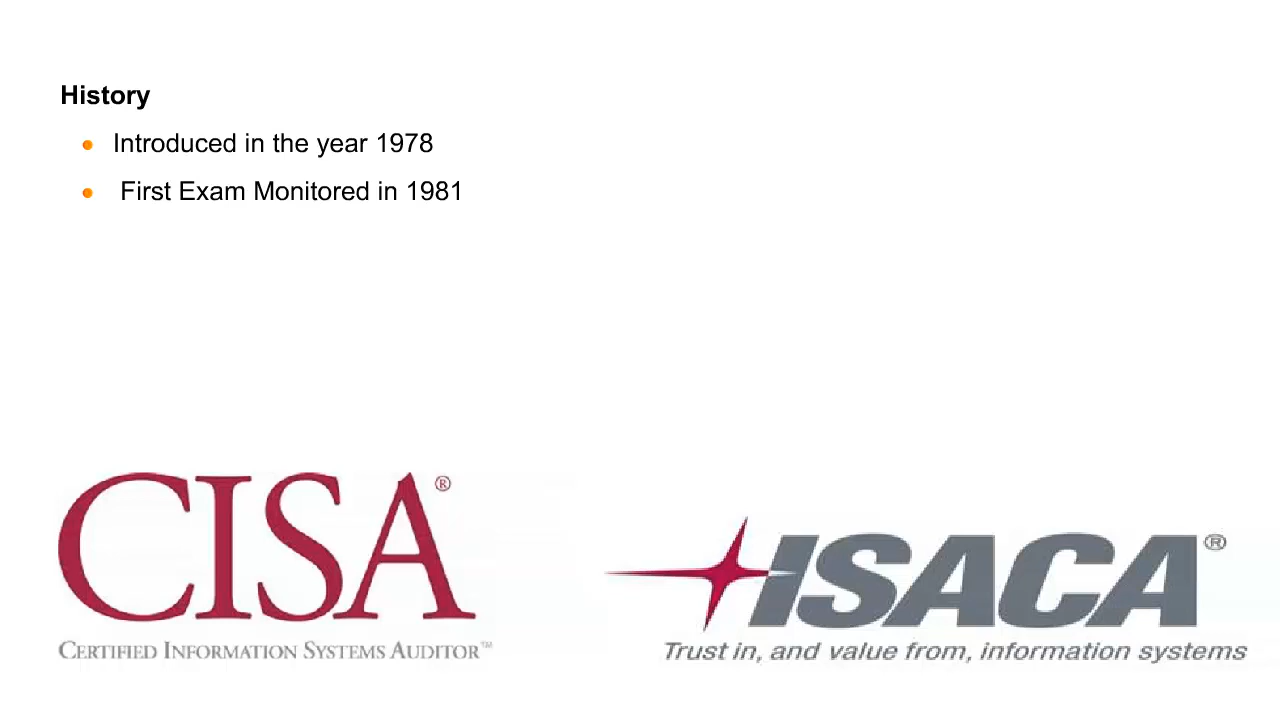 History
● Introduced in the year 1978
● First Exam Monitored in 1981
CISA®
CERTIFIED INFORMATION SYSTEMS AUDITOR™
ISACA®
Trust in, and value from, information systems